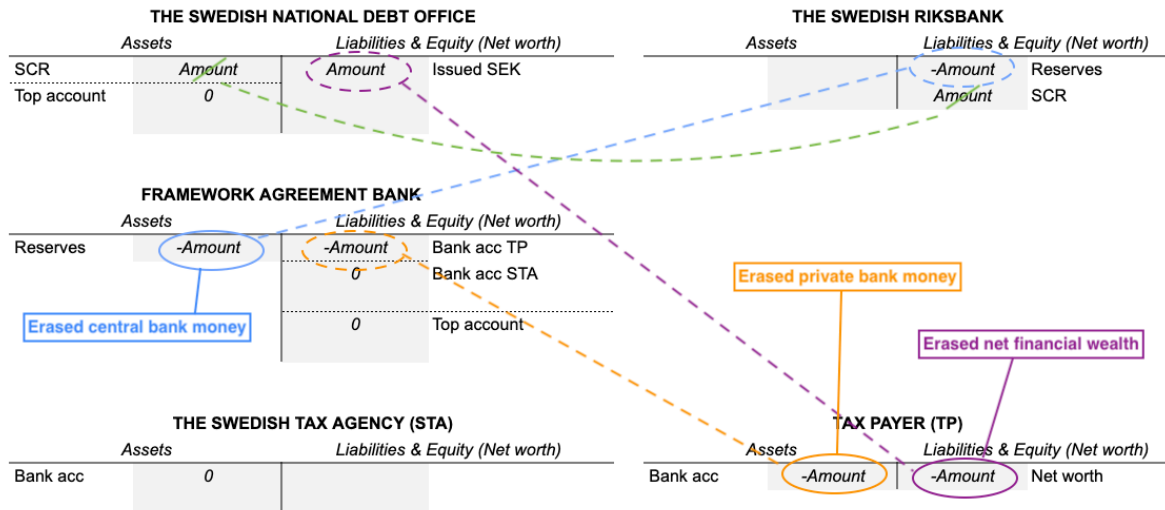 THE SWEDISH NATIONAL DEBT OFFICE
Assets Liabilities & Equity (Net worth)
SCR Amount Amount Issued SEK
Top account 0
THE SWEDISH RIKSBANK
Assets Liabilities & Equity (Net worth)
-Amount Reserves
Amount SCR
FRAMEWORK AGREEMENT BANK
Assets Liabilities & Equity (Net worth)
Reserves -Amount -Amount Bank acc TP
0 Bank acc STA
0 Top account
Erased central bank money
Erased private bank money
Erased net financial wealth
THE SWEDISH TAX AGENCY (STA)
Assets Liabilities & Equity (Net worth)
Bank acc 0
TAX PAYER (TP)
Assets Liabilities & Equity (Net worth)
Bank acc -Amount -Amount Net worth